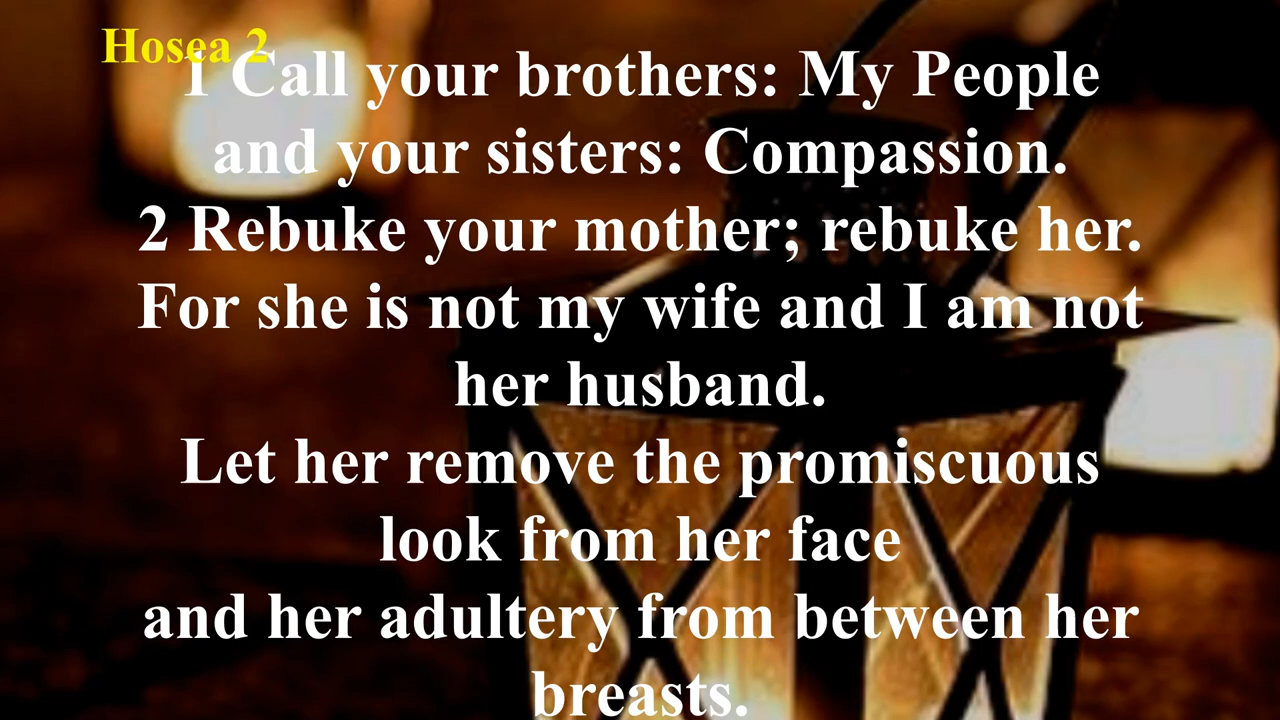 Hosea 2
1 Call your brothers: My People
and your sisters: Compassion.
2 Rebuke your mother; rebuke her.
For she is not my wife and I am not
her husband.
Let her remove the promiscuous
look from her face
and her adultery from between her
breasts.